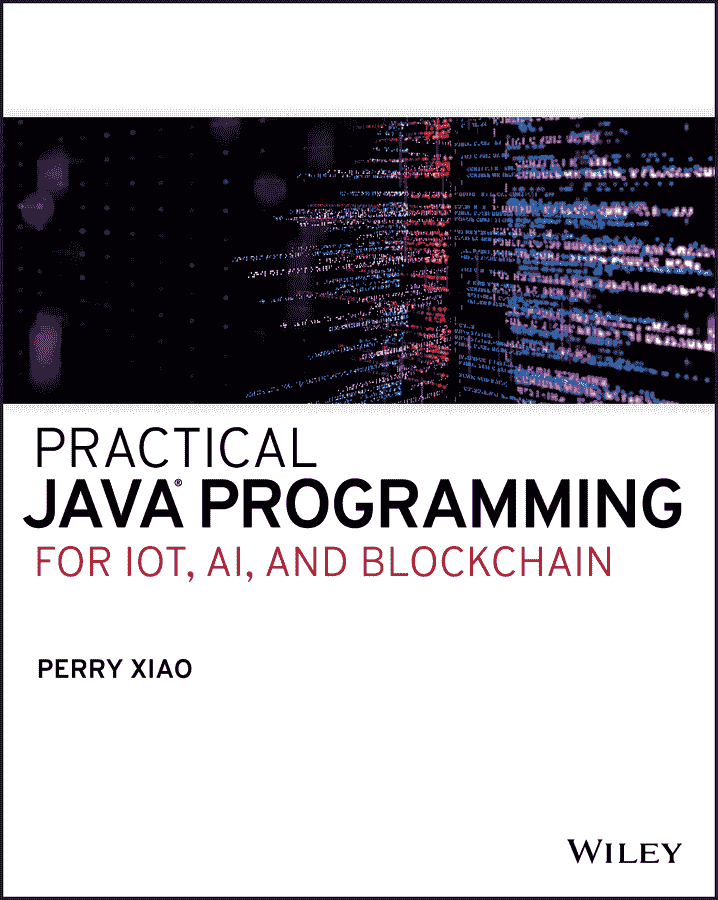 PRACTICAL
JAVA® PROGRAMMING
FOR IOT, AI, AND BLOCKCHAIN
PERRY XIAO
WILEY